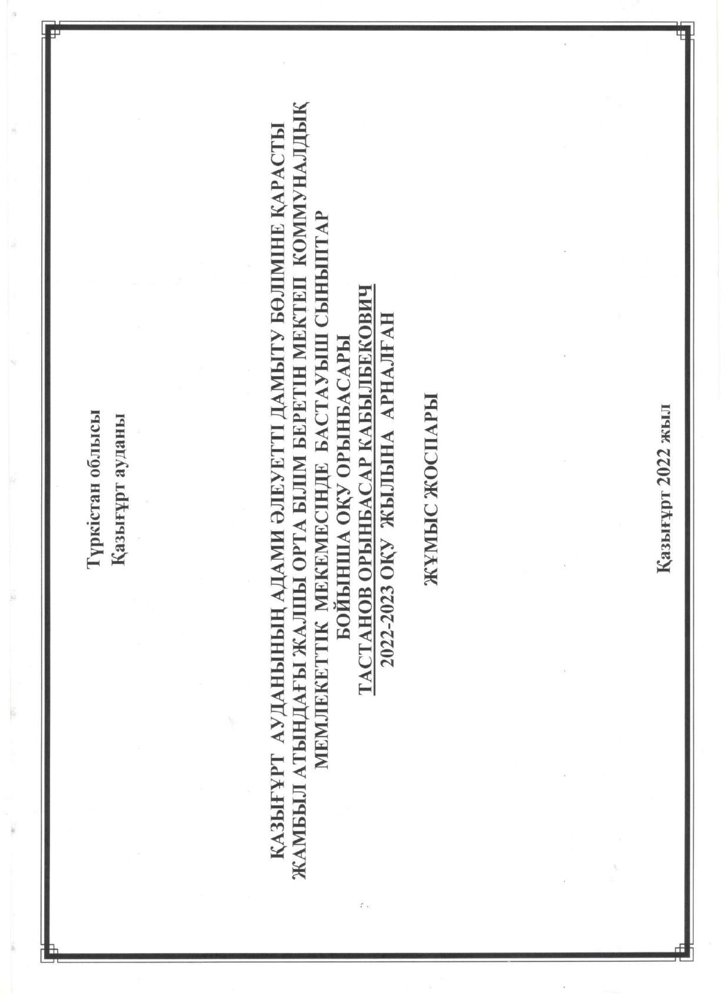 Түркістан облысы
Қазығұрт ауданы
ҚАЗЫҒҰРТ АУДАНЫНЫҢ АДАМИ ӘЛЕУЕТТІ ДАМЫТУ БӨЛІМІНЕ ҚАРАСТЫ
ЖАМБЫЛ АТЫНДАҒЫ ЖАЛПЫ ОРТА БІЛІМ БЕРЕТІН МЕКТЕП КОММУНАЛДЫҚ
МЕМЛЕКЕТТІК МЕКЕМЕСІНДЕ БАСТАУЫШ СЫНЫПТАР
БОЙЫНША ОҚУ ОРЫНБАСАРЫ
ТАСТАНОВ ОРЫНБАСАР КАБЫЛБЕКОВИЧ
2022-2023 ОҚУ ЖЫЛЫНА АРНАЛҒАН
ЖҰМЫС ЖОСПАРЫ
Қазығұрт 2022 жыл